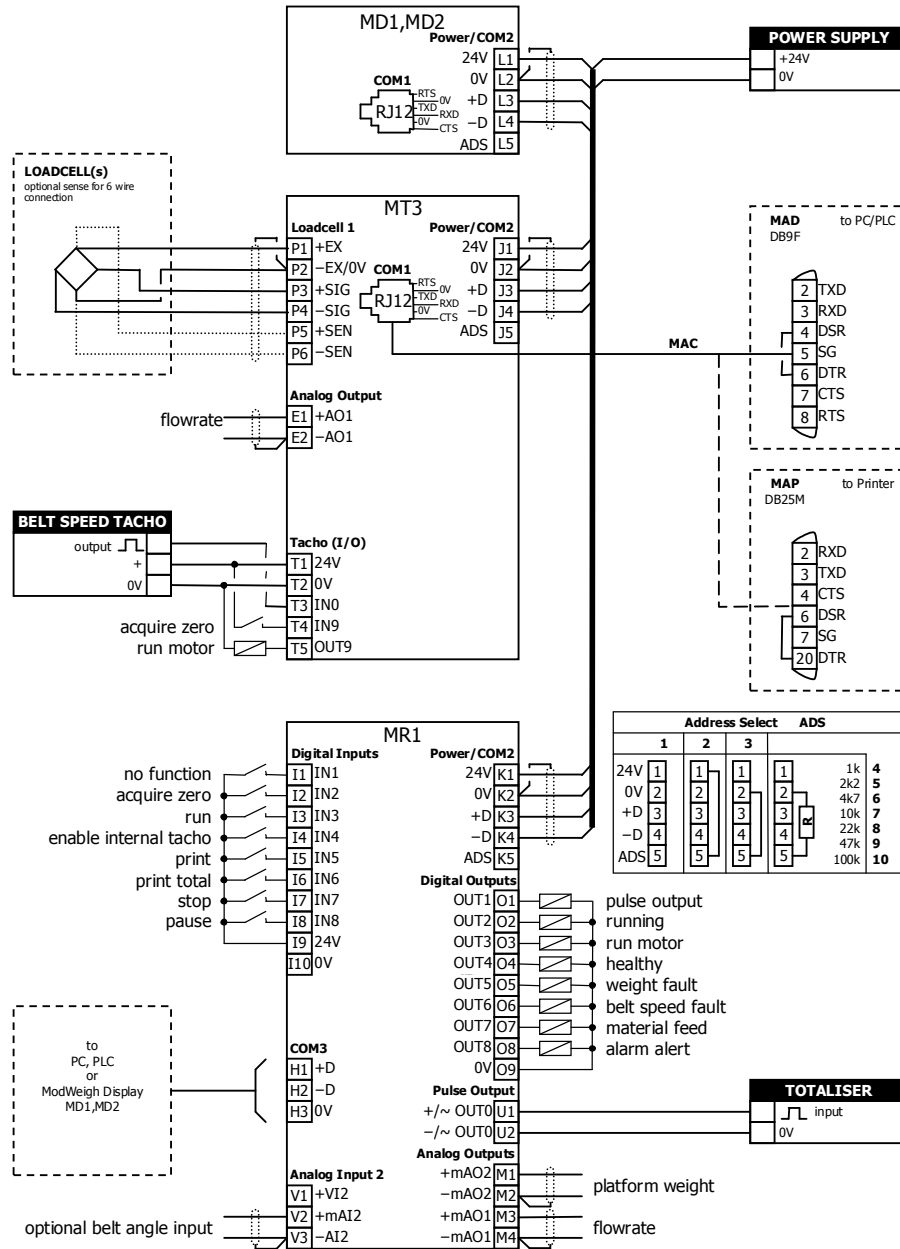 MD1,MD2
Power/COM2
24V L1
0V L2
+D L3
−D L4
ADS L5
COM1
RJ12
RTS
0V
TXD
RXD
0V
CTS
POWER SUPPLY
+24V
0V
LOADCELL(s)
optional sense for 6 wire
connection
MT3
Loadcell 1
P1 +EX
P2 −EX/0V
P3 +SIG
P4 −SIG
P5 +SEN
P6 −SEN
COM1
RJ12
RTS
0V
TXD
RXD
0V
CTS
Power/COM2
24V J1
0V J2
+D J3
−D J4
ADS J5
MAC
MAD to PC/PLC
DB9F
2 TXD
3 RXD
4 DSR
5 SG
6 DTR
7 CTS
8 RTS
Analog Output
flowrate
E1 +AO1
E2 −AO1
MAP to Printer
DB25M
2 RXD
3 TXD
4 CTS
6 DSR
7 SG
20 DTR
BELT SPEED TACHO
output
+
0V
Tacho (I/O)
T1 24V
T2 0V
T3 IN0
acquire zero T4 IN9
run motor T5 OUT9
MR1
Digital Inputs
no function I1 IN1
acquire zero I2 IN2
run I3 IN3
enable internal tacho I4 IN4
print I5 IN5
print total I6 IN6
stop I7 IN7
pause I8 IN8
I9 24V
I10 0V
Power/COM2
24V K1
0V K2
+D K3
−D K4
ADS K5
Address Select ADS
1 2 3
24V 1 1 1 1 1k 4
0V 2 2 2 2 2k2 5
4k7 6
+D 3 3 3 3 R 10k 7
−D 4 4 4 4 22k 8
47k 9
ADS 5 5 5 5 100k 10
Digital Outputs
OUT1 O1 pulse output
OUT2 O2 running
OUT3 O3 run motor
OUT4 O4 healthy
OUT5 O5 weight fault
OUT6 O6 belt speed fault
OUT7 O7 material feed
OUT8 O8 alarm alert
0V O9
to
PC, PLC
or
ModWeigh Display
MD1,MD2
COM3
H1 +D
H2 −D
H3 0V
Pulse Output
+/~ OUT0 U1
−/~ OUT0 U2
TOTALISER
input
0V
Analog Outputs
+mAO2 M1
−mAO2 M2
platform weight
+mAO1 M3
−mAO1 M4
flowrate
Analog Input 2
V1 +VI2
V2 +mAI2
V3 −AI2
optional belt angle input